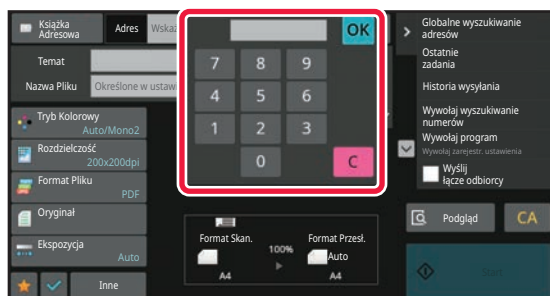 Książka
Adresowa
Adres
Wskaż
OK
Temat
Nazwa Pliku
Określone w ustawi
7 8 9
4 5 6
1 2 3
0 C
Tryb Kolorowy
Auto/Mono2
Rozdzielczość
200x200dpi
Format Pliku
PDF
Oryginał
Ekspozycja
Auto
Inne
Format Skan.
A4
100%
Format Przesł.
Auto
A4
Globalne wyszukiwanie
adresów
Ostatnie
zadania
Historia wysyłania
Wywołaj wyszukiwanie
numerów
Wywołaj program
Wywołaj zarejestr. ustawienia
Wyślij
łącze odbiorcy
Podgląd
CA
Start